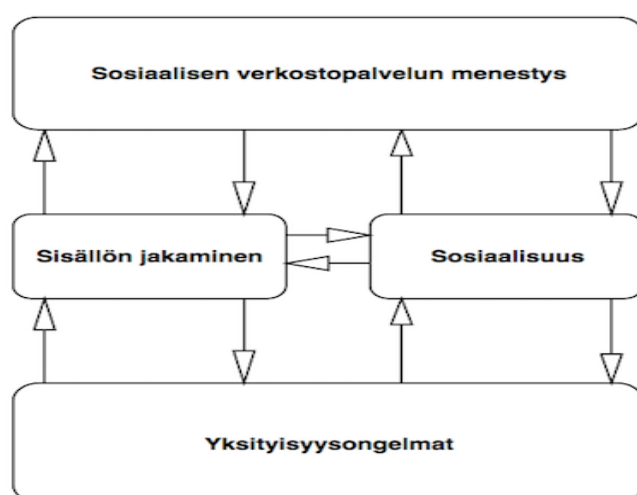 Sosiaalisen verkostopalvelun menestys
Sisällön jakaminen
Sosiaalisuus
Yksityisyysongelmat